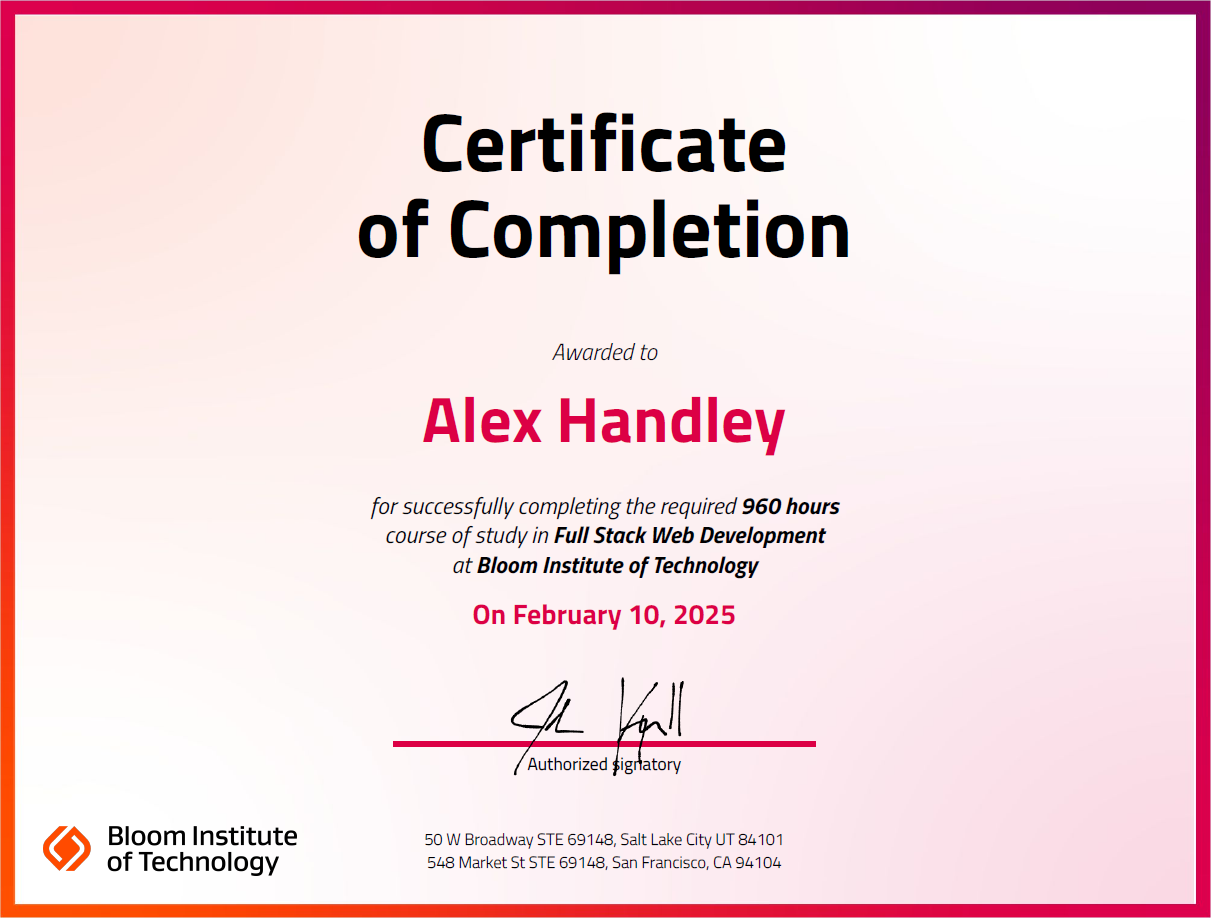 Certificate
of Completion
Awarded to
Alex Handley
for successfully completing the required 960 hours
course of study in Full Stack Web Development
at Bloom Institute of Technology
On February 10, 2025
Authorized signatory
Bloom Institute
of Technology
50 W Broadway STE 69148, Salt Lake City UT 84101
548 Market St STE 69148, San Francisco, CA 94104